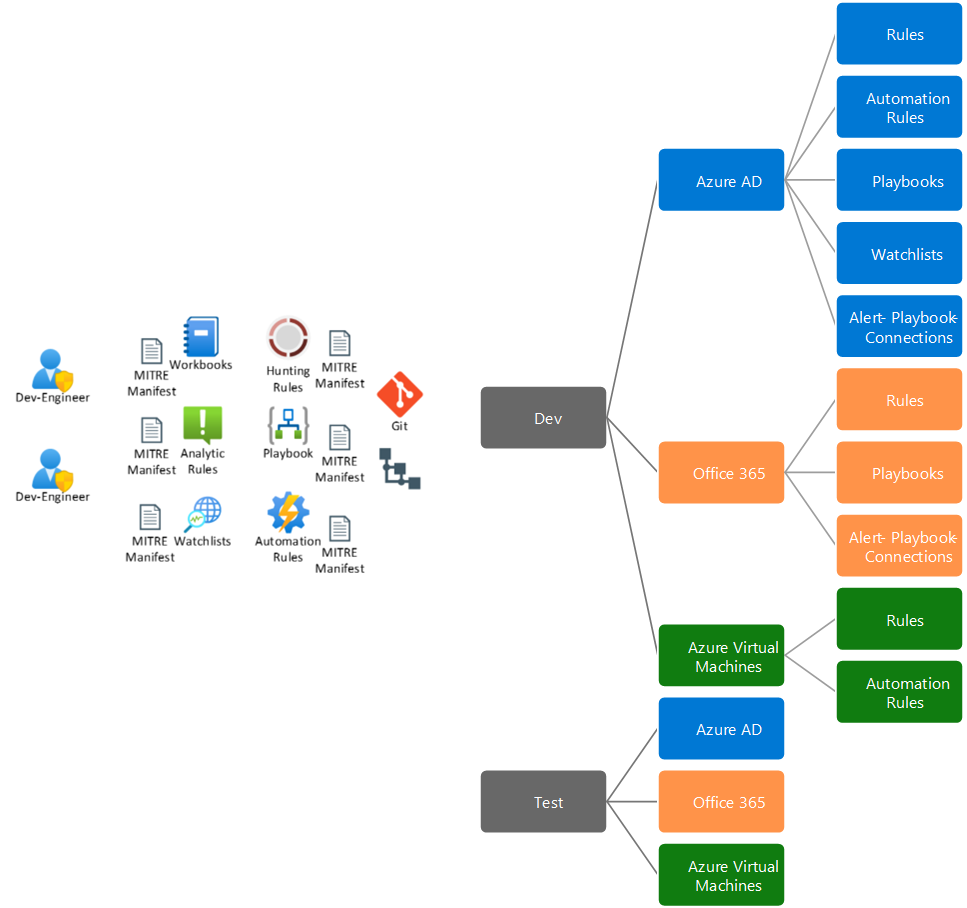 Dev-Engineer
Dev-Engineer
MITRE
Manifest
Workbooks
Hunting
Rules
MITRE
Manifest
MITRE
Manifest
Analytic
Rules
Playbook
MITRE
Manifest
MITRE
Manifest
Watchlists
Automation
Rules
MITRE
Manifest
Git
Dev
Azure AD
Rules
Automation
Rules
Playbooks
Watchlists
Alert- Playbook-
Connections
Office 365
Rules
Playbooks
Alert- Playbook-
Connections
Azure Virtual
Machines
Rules
Automation
Rules
Test
Azure AD
Office 365
Azure Virtual
Machines